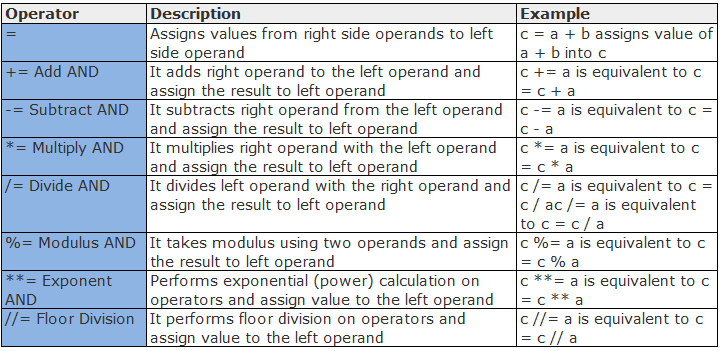 Operator Description Example
= Assigns values from right side operands to left c = a + b assigns value of
side operand a + b into c
+= Add AND It adds right operand to the left operand and c += a is equivalent to c
assign the result to left operand = c + a
-= Subtract AND It subtracts right operand from the left operand c -= a is equivalent to c =
and assign the result to left operand c - a
*= Multiply AND It multiplies right operand with the left operand c *= a is equivalent to c
and assign the result to left operand = c * a
/= Divide AND It divides left operand with the right operand and c /= a is equivalent to c =
assign the result to left operand c / ac /= a is equivalent
to c = c / a
%= Modulus AND It takes modulus using two operands and assign c %= a is equivalent to c
the result to left operand = c % a
**= Exponent Performs exponential (power) calculation on c **= a is equivalent to c
AND operators and assign value to the left operand = c ** a
//= Floor Division It performs floor division on operators and c //= a is equivalent to c
assign value to the left operand = c // a